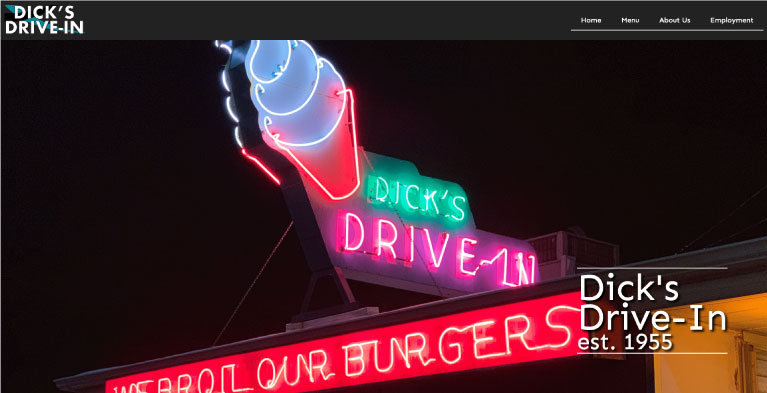 DICK'S
DRIVE-IN
Home Menu About Us Employment
DICK'S
DRIVE-IN
Dick's
Drive-In
est. 1955
WE BROIL OUR BURGERS